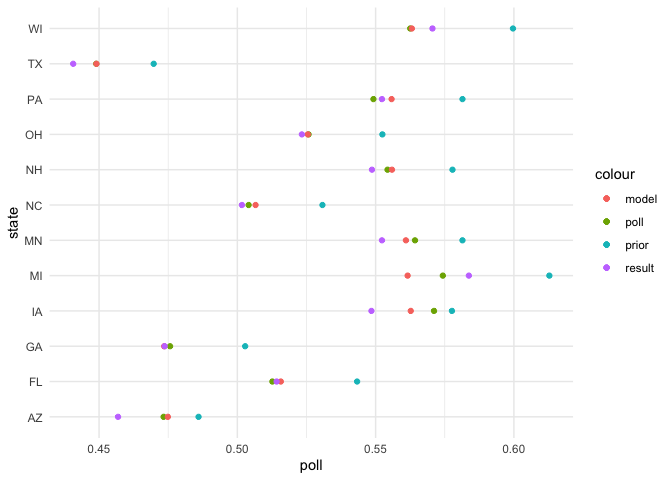 WI
TX
PA
OH
NH
NC
MN
MI
IA
GA
FL
AZ
state
0.45 0.50 0.55 0.60
poll
colour
model
poll
prior
result